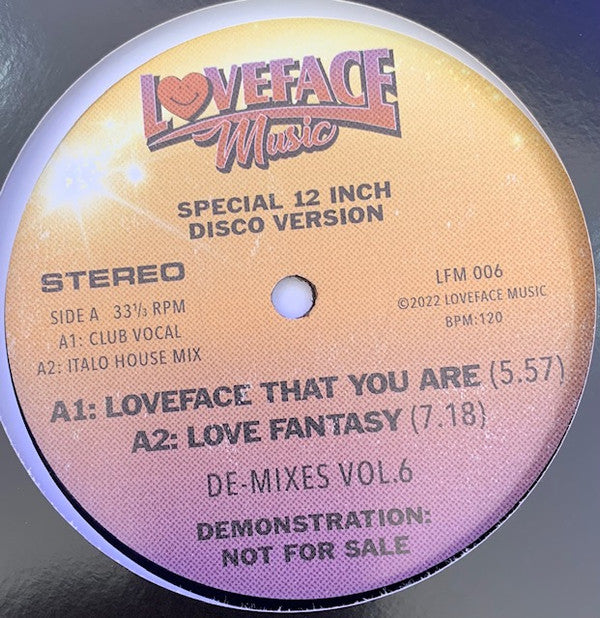 LOVEFACE
Music
SPECIAL 12 INCH
DISCO VERSION
STEREO
SIDE A 33⅓ RPM
A1: CLUB VOCAL
A2: ITALO HOUSE MIX
LFM 006
©2022 LOVEFACE MUSIC
BPM:120
A1: LOVEFACE THAT YOU ARE (5.57)
A2: LOVE FANTASY (7.18)
DE-MIXES VOL.6
DEMONSTRATION:
NOT FOR SALE